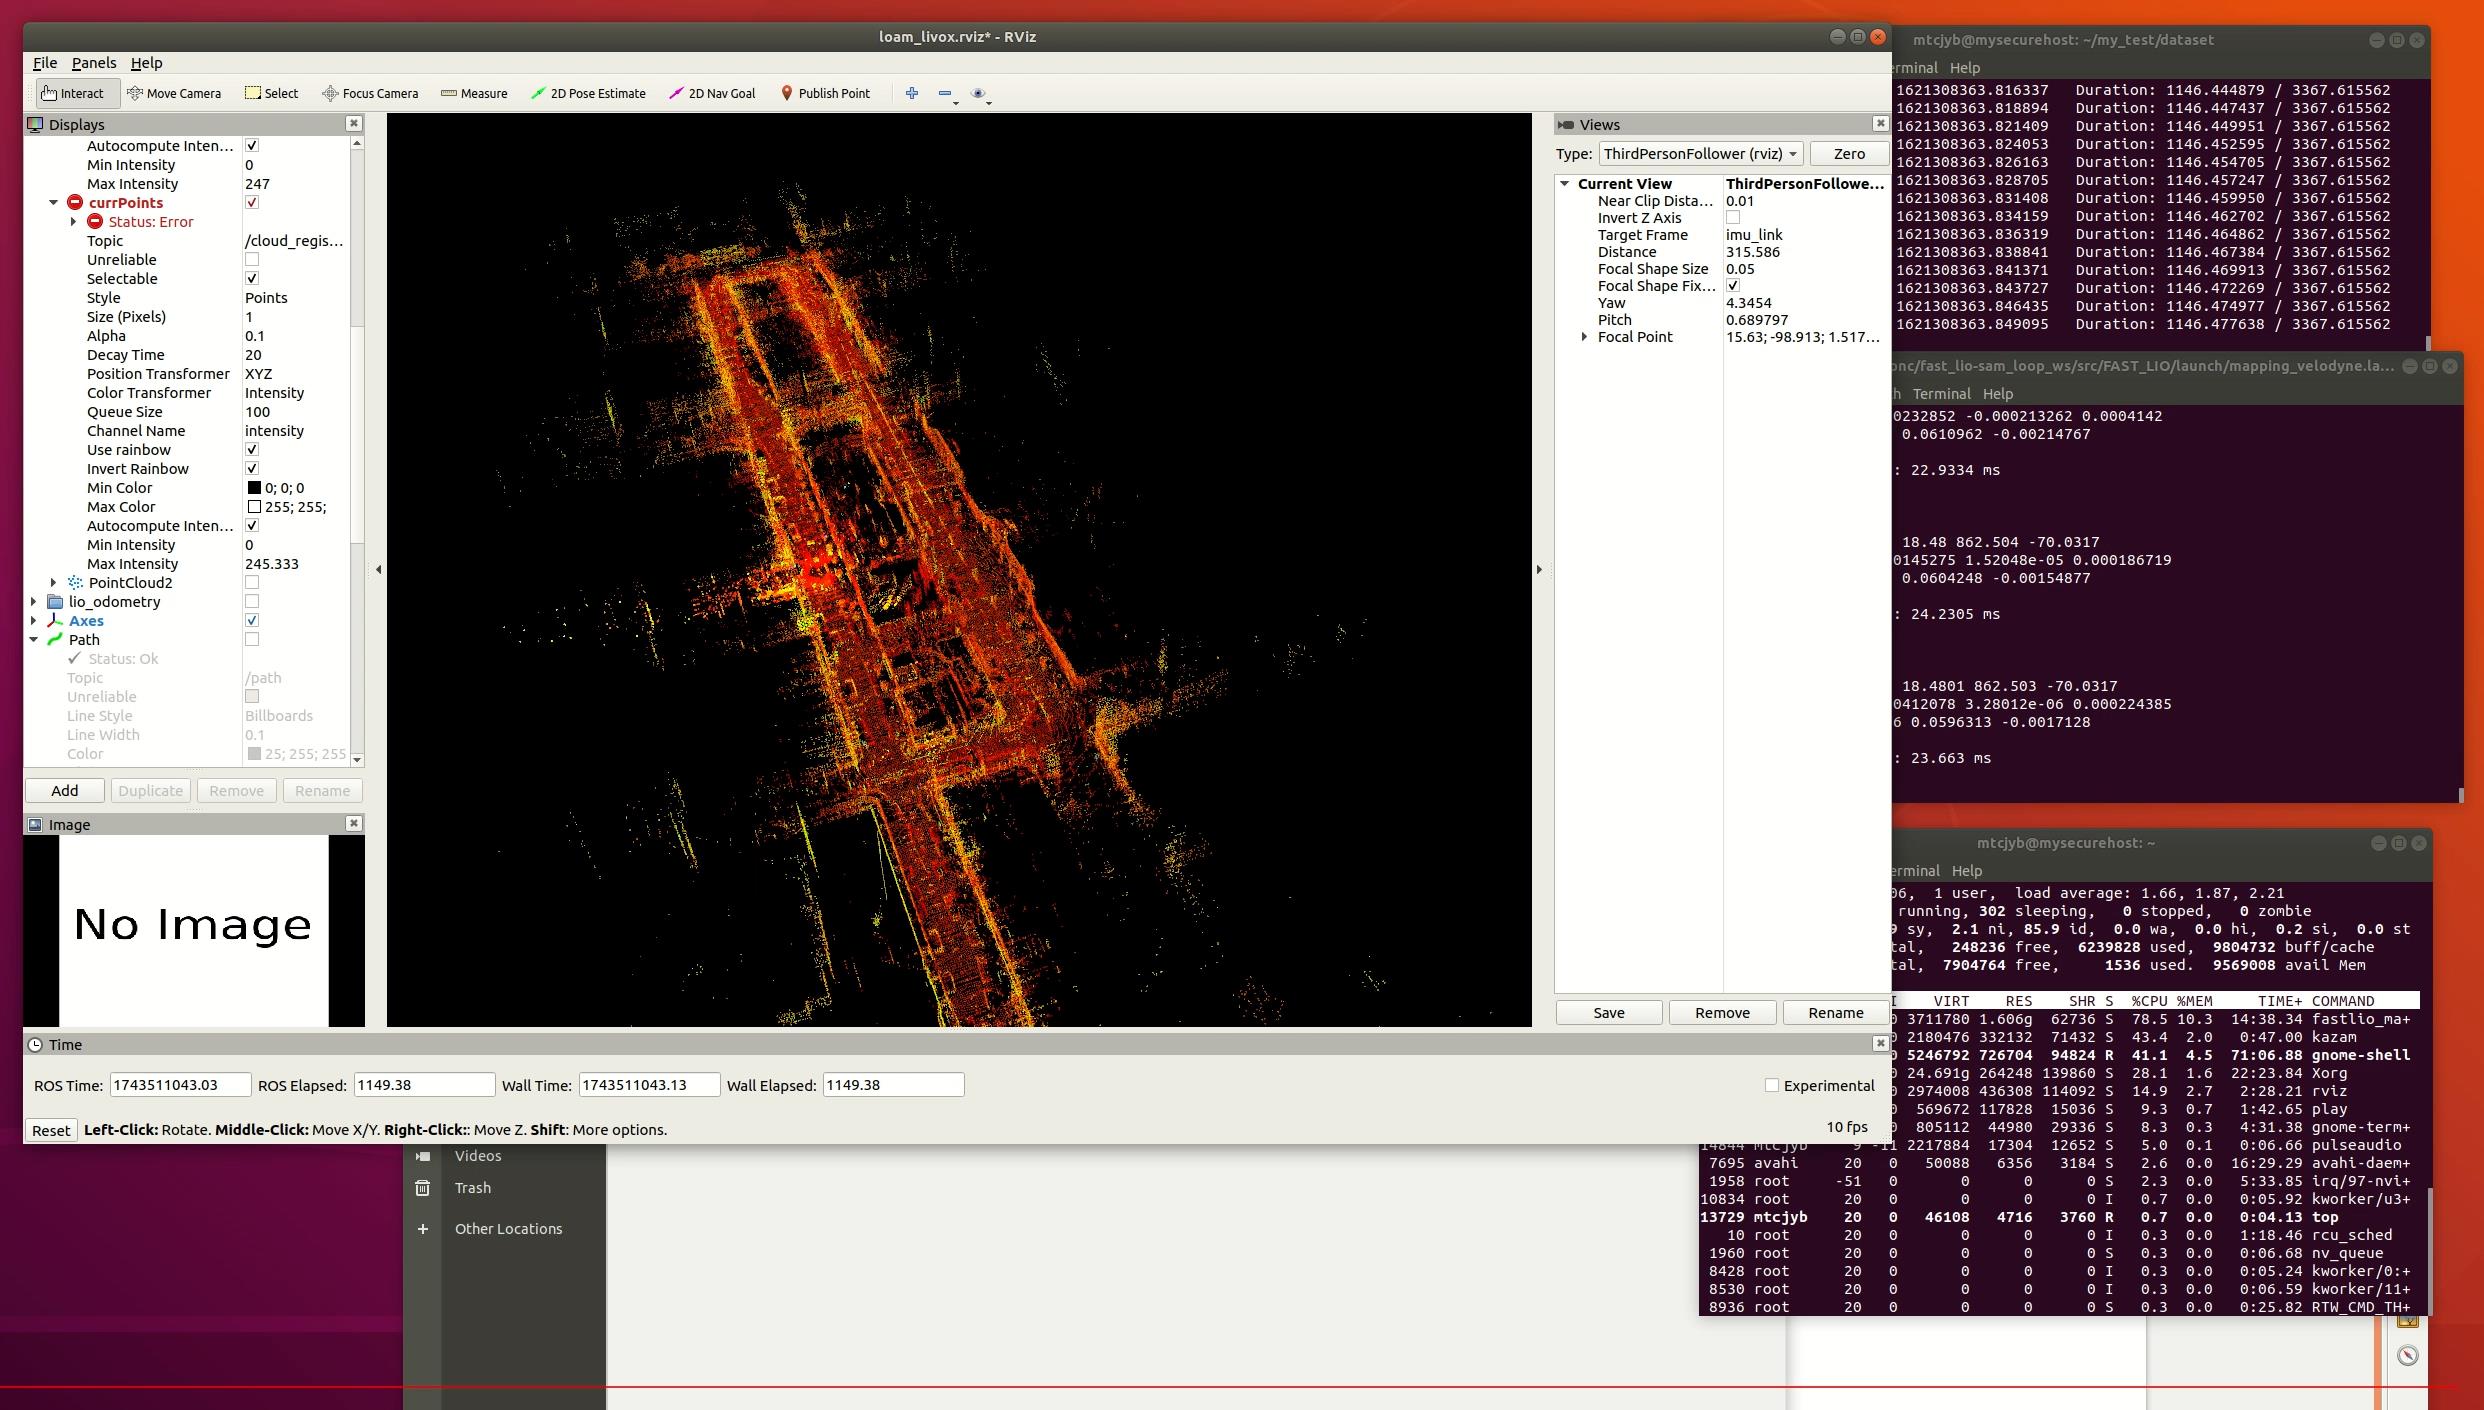 loam_livox.rviz* - RViz
File Panels Help
Interact Move Camera Select Focus Camera Measure 2D Pose Estimate 2D Nav Goal Publish Point
Displays
Autocompute Inten...
Min Intensity 0
Max Intensity 247
currPoints
Status: Error
Topic /cloud_regis...
Unreliable
Selectable
Style Points
Size (Pixels) 1
Alpha 0.1
Decay Time 20
Position Transformer XYZ
Color Transformer Intensity
Queue Size 100
Channel Name intensity
Use rainbow
Invert Rainbow
Min Color 0; 0; 0
Max Color 255; 255;
Autocompute Inten...
Min Intensity 0
Max Intensity 245.333
PointCloud2
lio_odometry
Axes
Path
Status: Ok
Topic /path
Unreliable
Line Style Billboards
Line Width 0.1
Color 25; 255; 255
Add Duplicate Remove Rename
Image
No Image
Views
Type: ThirdPersonFollower (rviz) Zero
Current View ThirdPersonFollowe...
Near Clip Dista... 0.01
Invert Z Axis
Target Frame imu_link
Distance 315.586
Focal Shape Size 0.05
Focal Shape Fix...
Yaw 4.3454
Pitch 0.689797
Focal Point 15.63; -98.913; 1.517...
Save Remove Rename
Time
ROS Time: 1743511043.03 ROS Elapsed: 1149.38 Wall Time: 1743511043.13 Wall Elapsed: 1149.38 Experimental
Reset Left-Click: Rotate. Middle-Click: Move X/Y. Right-Click:: Move Z. Shift: More options. 10 fps
mtcjyb@mysecurehost: ~/my_test/dataset
Help
1621308363.816337 Duration: 1146.444879 / 3367.615562
1621308363.818894 Duration: 1146.447437 / 3367.615562
1621308363.821409 Duration: 1146.449951 / 3367.615562
1621308363.824053 Duration: 1146.452595 / 3367.615562
1621308363.826163 Duration: 1146.454705 / 3367.615562
1621308363.828705 Duration: 1146.457247 / 3367.615562
1621308363.831408 Duration: 1146.459950 / 3367.615562
1621308363.834159 Duration: 1146.462702 / 3367.615562
1621308363.836319 Duration: 1146.464862 / 3367.615562
1621308363.838841 Duration: 1146.467384 / 3367.615562
1621308363.841371 Duration: 1146.469913 / 3367.615562
1621308363.843727 Duration: 1146.472269 / 3367.615562
1621308363.846435 Duration: 1146.474977 / 3367.615562
1621308363.849095 Duration: 1146.477638 / 3367.615562
onc/fast_lio-sam_loop_ws/src/FAST_LIO/launch/mapping_velodyne.la...
h Terminal Help
0232852 -0.000213262 0.0004142
0.0610962 -0.00214767
: 22.9334 ms
18.48 862.504 -70.0317
0145275 1.52048e-05 0.000186719
0.0604248 -0.00154877
: 24.2305 ms
18.4801 862.503 -70.0317
0412078 3.28012e-06 0.000224385
6 0.0596313 -0.0017128
: 23.663 ms
mtcjyb@mysecurehost: ~
Help
06, 1 user, load average: 1.66, 1.87, 2.21
running, 302 sleeping, 0 stopped, 0 zombie
9 sy, 2.1 ni, 85.9 id, 0.0 wa, 0.0 hi, 0.2 si, 0.0 st
tal, 248236 free, 6239828 used, 9804732 buff/cache
tal, 7904764 free, 1536 used. 9569008 avail Mem
I VIRT RES SHR S %CPU %MEM TIME+ COMMAND
0 3711780 1.606g 62736 S 78.5 10.3 14:38.34 fastlio_ma+
0 2180476 332132 71432 S 43.4 2.0 0:47.00 kazam
0 5246792 726704 94824 R 41.1 4.5 71:06.88 gnome-shell
0 24.691g 264248 139860 S 28.1 1.6 22:23.84 Xorg
0 2974008 436308 114092 S 14.9 2.7 2:28.21 rviz
0 569672 117828 15036 S 9.3 0.7 1:42.65 play
0 805112 44980 29336 S 8.3 0.3 4:31.38 gnome-term+
14844 mtcjyb 9 -11 2217884 17304 12652 S 5.0 0.1 0:06.66 pulseaudio
7695 avahi 20 0 50088 6356 3184 S 2.6 0.0 16:29.29 avahi-daem+
1958 root -51 0 0 0 0 S 2.3 0.0 5:33.85 irq/97-nvi+
10834 root 20 0 0 0 0 I 0.7 0.0 0:05.92 kworker/u3+
13729 mtcjyb 20 0 46108 4716 3760 R 0.7 0.0 0:04.13 top
10 root 20 0 0 0 0 I 0.3 0.0 1:18.46 rcu_sched
1960 root 20 0 0 0 0 S 0.3 0.0 0:06.68 nv_queue
8428 root 20 0 0 0 0 I 0.3 0.0 0:05.24 kworker/0:+
8530 root 20 0 0 0 0 I 0.3 0.0 0:06.59 kworker/11+
8936 root 20 0 0 0 0 S 0.3 0.0 0:25.82 RTW_CMD_TH+
Videos
Trash
Other Locations